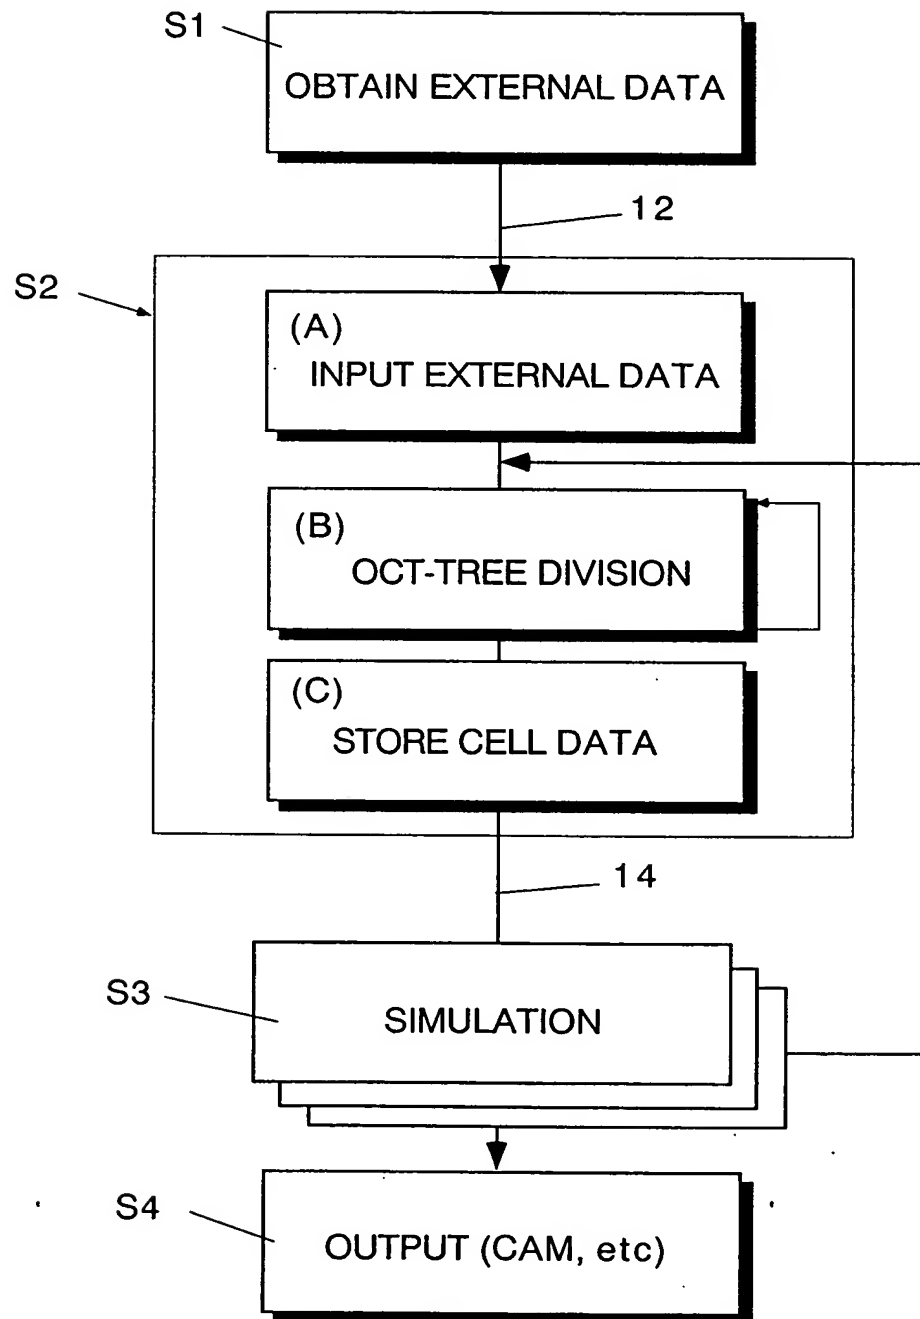 S1
OBTAIN EXTERNAL DATA
12
S2
(A)
INPUT EXTERNAL DATA
(B)
OCT-TREE DIVISION
(C)
STORE CELL DATA
14
S3
SIMULATION
S4
OUTPUT (CAM, etc)